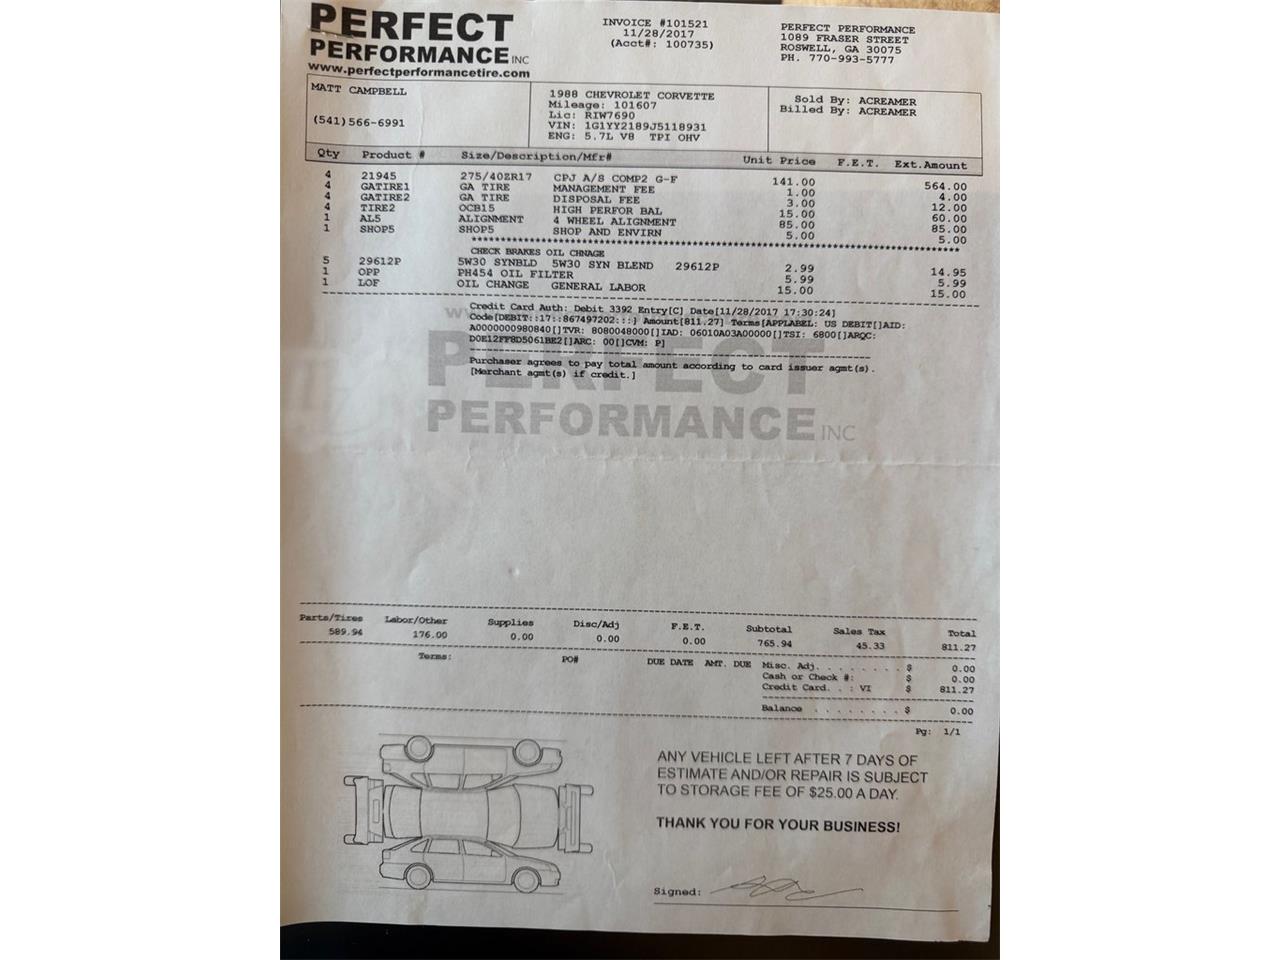 PERFECT
PERFORMANCE INC
www.perfectperformancetire.com
INVOICE #101521
11/28/2017
(Acct#: 100735)
PERFECT PERFORMANCE
1089 FRASER STREET
ROSWELL, GA 30075
PH. 770-993-5777
MATT CAMPBELL
(541)566-6991
1988 CHEVROLET CORVETTE
Mileage: 101607
Lic: RIW7690
VIN: 1G1YY2189J5118931
ENG: 5.7L V8 TPI OHV
Sold By: ACREAMER
Billed By: ACREAMER
Qty Product # Size/Description/Mfr# Unit Price F.E.T. Ext.Amount
4 21945 275/40ZR17 CPJ A/S COMP2 G-F 141.00 564.00
4 GATIRE1 GA TIRE MANAGEMENT FEE 1.00 4.00
4 GATIRE2 GA TIRE DISPOSAL FEE 3.00 12.00
4 TIRE2 OCB15 HIGH PERFOR BAL 15.00 60.00
1 AL5 ALIGNMENT 4 WHEEL ALIGNMENT 85.00 85.00
1 SHOP5 SHOP5 SHOP AND ENVIRN 5.00 5.00
CHECK BRAKES OIL CHNAGE
5 29612P 5W30 SYNBLD 5W30 SYN BLEND 29612P 2.99 14.95
1 OPP PH454 OIL FILTER 5.99 5.99
1 LOF OIL CHANGE GENERAL LABOR 15.00 15.00
Credit Card Auth: Debit 3392 Entry[C] Date[11/28/2017 17:30:24]
Code[DEBIT::17::867497202:::] Amount[811.27] Terms[APPLABEL: US DEBIT[]AID:
A0000000980840[]TVR: 8080048000[]IAD: 06010A03A00000[]TSI: 6800[]ARQC:
D0E12FF8D5061BE2[]ARC: 00[]CVM: P]
Purchaser agrees to pay total amount according to card issuer agmt(s).
[Merchant agmt(s) if credit.]
PERFECT
PERFORMANCE INC
Parts/Tires Labor/Other Supplies Disc/Adj F.E.T. Subtotal Sales Tax Total
589.94 176.00 0.00 0.00 0.00 765.94 45.33 811.27
Terms: PO# DUE DATE AMT. DUE Misc. Adj. . . . . . . . $ 0.00
Cash or Check #: $ 0.00
Credit Card. . : VI $ 811.27
Balance . . . . . . . . $ 0.00
Pg: 1/1
ANY VEHICLE LEFT AFTER 7 DAYS OF
ESTIMATE AND/OR REPAIR IS SUBJECT
TO STORAGE FEE OF $25.00 A DAY.
THANK YOU FOR YOUR BUSINESS!
Signed: